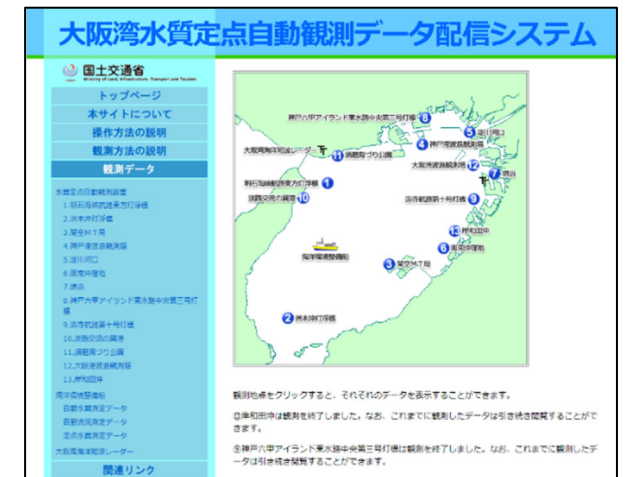 大阪湾水質定点自動観測データ配信システム
国土交通省
Ministry of Land, Infrastructure, Transport and Tourism
トップページ
本サイトについて
操作方法の説明
観測方法の説明
観測データ
水質定点自動観測装置
1.明石海峡航路東方灯浮標
2.洲本沖灯浮標
3.関空MT局
4.神戸港波浪観測塔
5.淀川河口
6.阪南沖窪地
7.堺浜
8.神戸六甲アイランド東水路中央第三号灯標
9.浜寺航路第十号灯標
10.淡路交流の翼港
11.須磨海づり公園
12.大阪港波浪観測塔
13.岸和田沖
海洋環境整備船
自動水質測定データ
自動流況測定データ
定点水質測定データ
大阪湾海洋短波レーダー
関連リンク
神戸六甲アイランド東水路中央第三号灯標 8
5 淀川河口
4 神戸港波浪観測塔
大阪湾海洋短波レーダー
11 須磨海づり公園
大阪港波浪観測塔 12
7 堺浜
明石海峡航路東方灯浮標 1
淡路交流の翼港 10
浜寺航路第十号灯標 9
13 岸和田沖
6 阪南沖窪地
海洋環境整備船
3 関空MT局
2 洲本沖灯浮標
観測地点をクリックすると、それぞれのデータを表示することができます。
⑬岸和田沖は観測を終了しました。なお、これまでに観測したデータは引き続き閲覧することがで
きます。
⑧神戸六甲アイランド東水路中央第三号灯標は観測を終了しました。なお、これまでに観測したデ
ータは引き続き閲覧することができます。